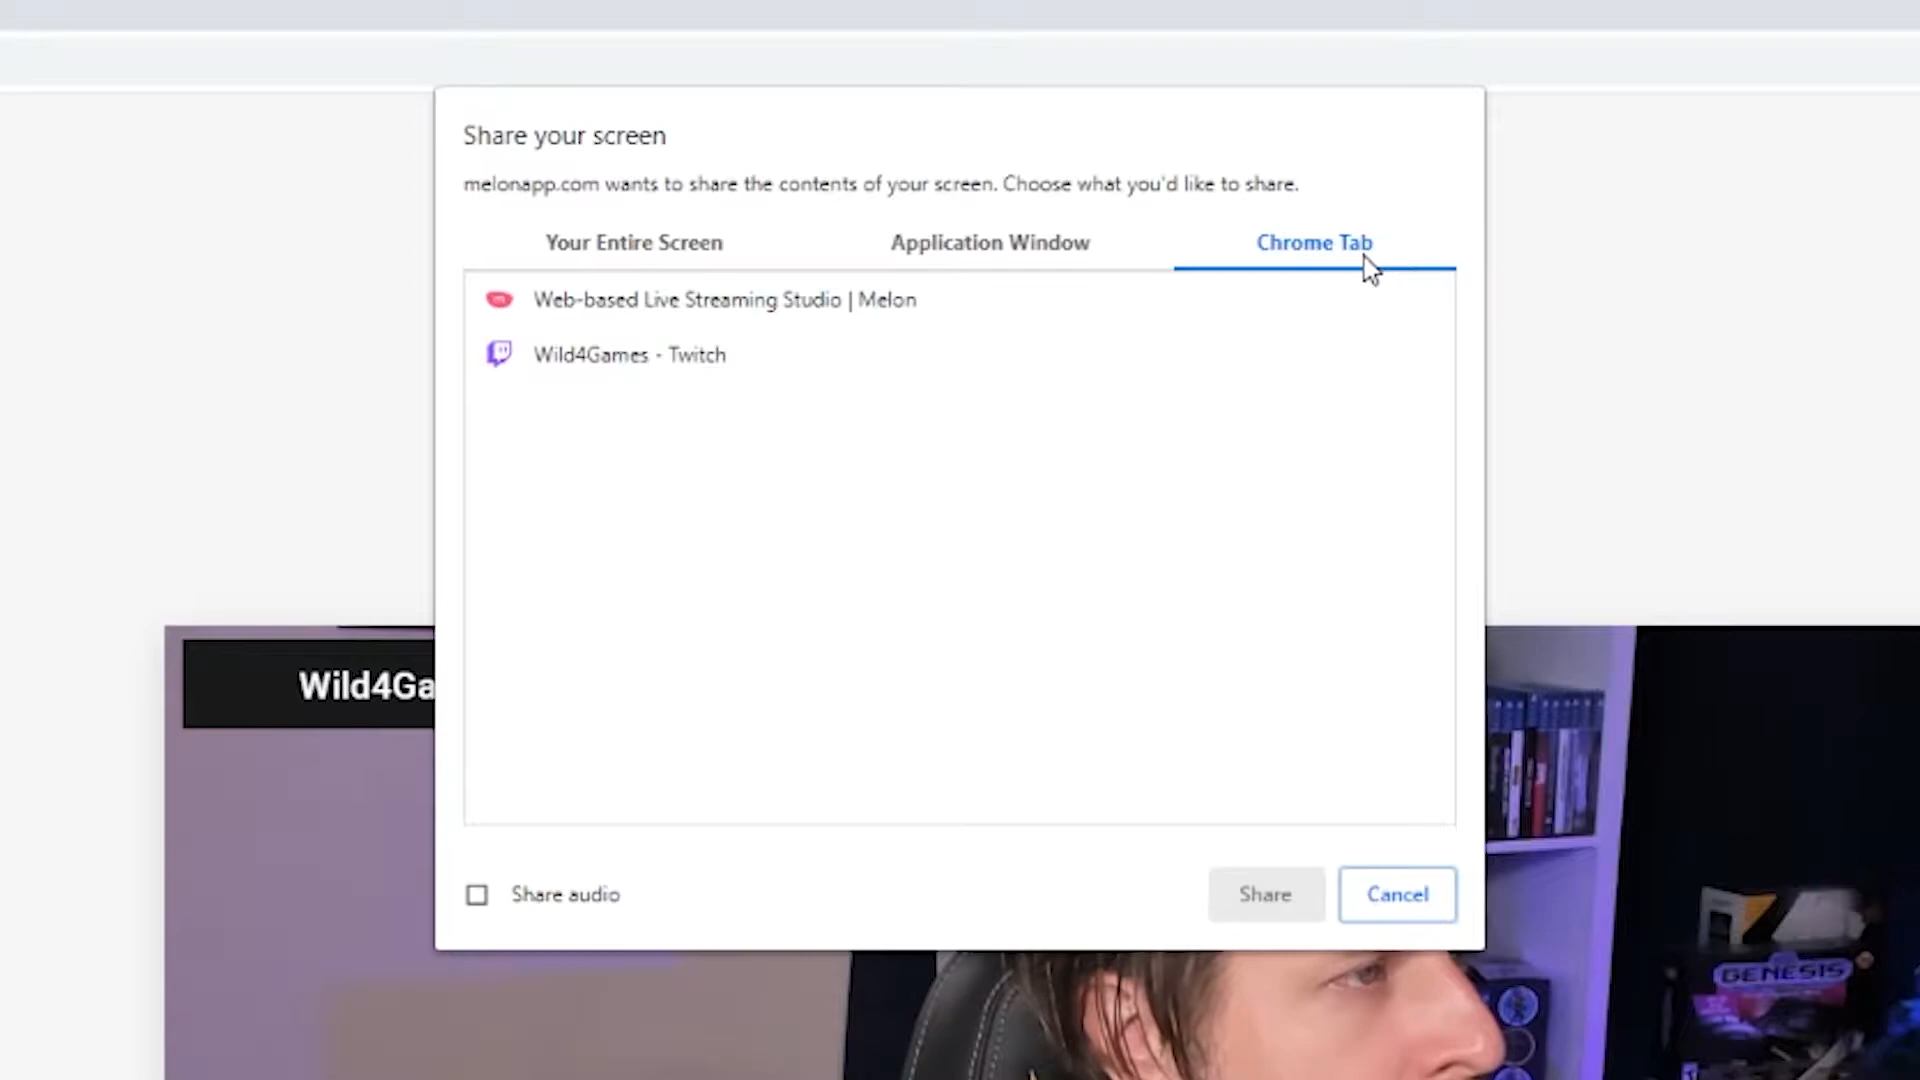 Share your screen
melonapp.com wants to share the contents of your screen. Choose what you'd like to share.
Your Entire Screen
Application Window
Chrome Tab
Web-based Live Streaming Studio | Melon
Wild4Games - Twitch
Wild4Ga
Share audio
Share
Cancel
GENESIS